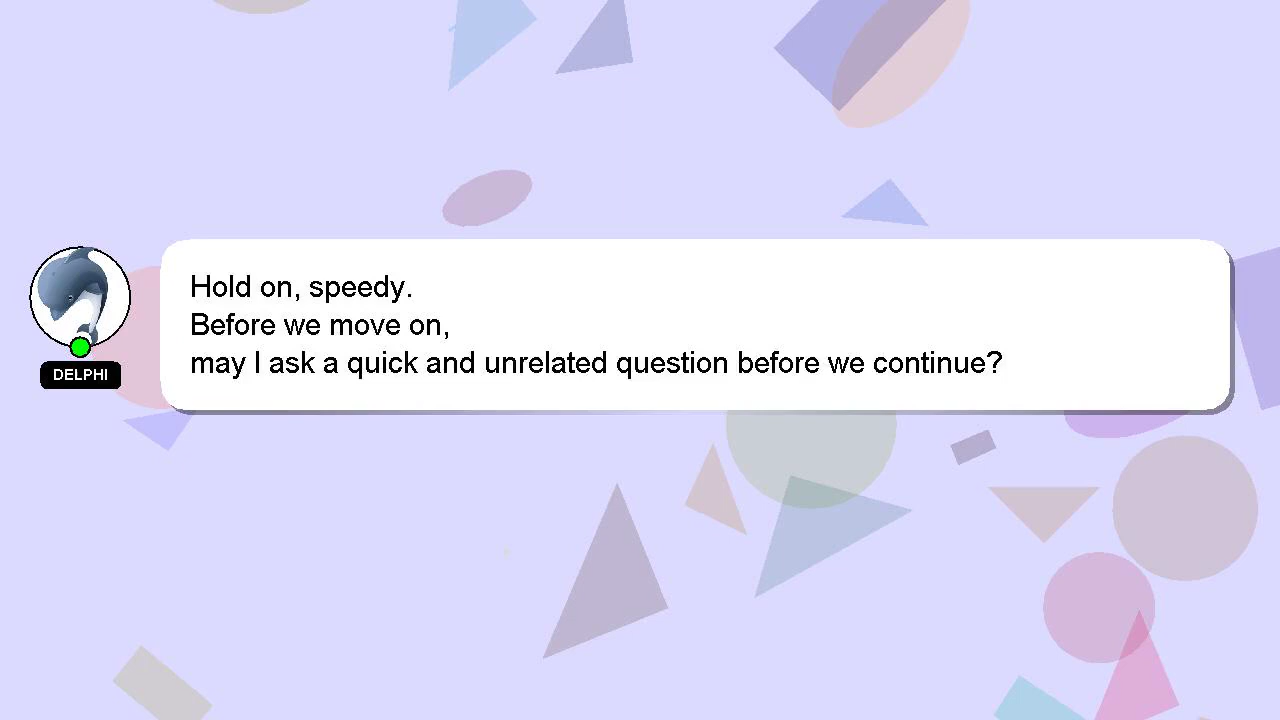 Hold on, speedy.
Before we move on,
may I ask a quick and unrelated question before we continue?
DELPHI